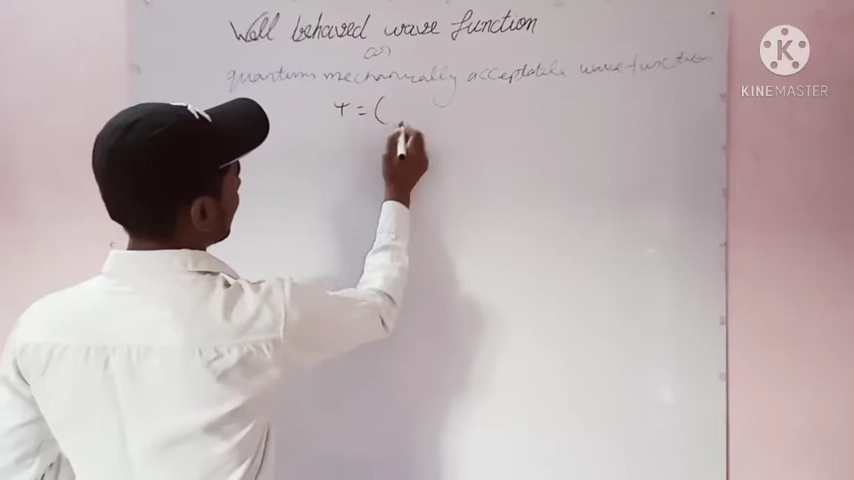 Well behaved wave function
or
quantum mechanically acceptable wave function
Ψ = (
K
KINEMASTER